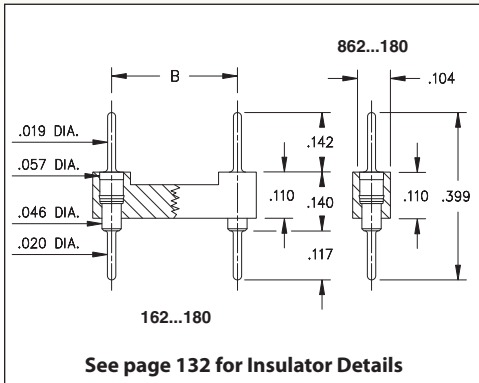 862...180
B
.104
.019 DIA.
.142
.057 DIA.
.110
.140
.110
.399
.046 DIA.
.117
.020 DIA.
162...180
See page 132 for Insulator Details